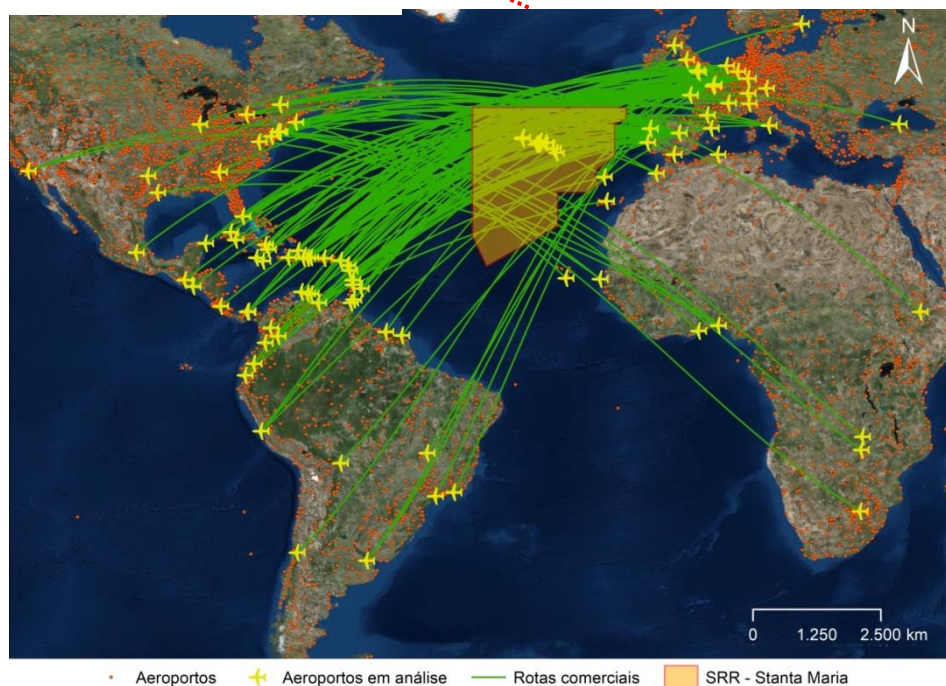 N
0 1.250 2.500 km
Aeroportos Aeroportos em análise Rotas comerciais SRR - Stanta Maria